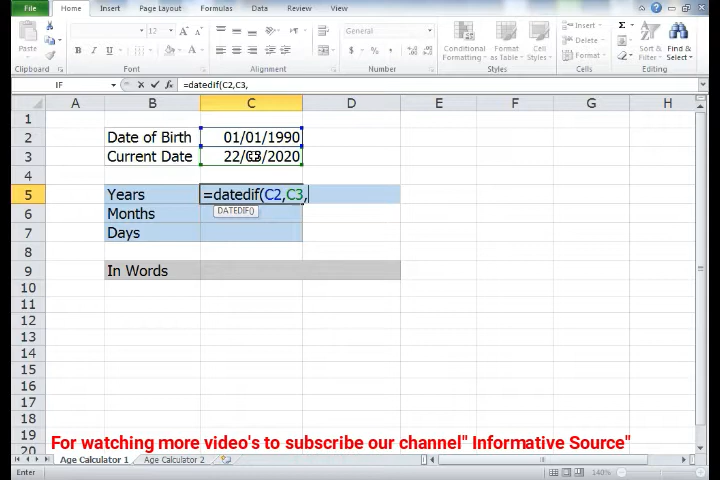 File Home Insert Page Layout Formulas Data Review View
Paste
12
General
Conditional Formatting Format as Table Cell Styles
Insert
Delete
Format
Sort & Filter Find & Select
Clipboard Font Alignment Number Styles Cells Editing
IF =datedif(C2,C3,
A B C D E F G H
1
2 Date of Birth 01/01/1990
3 Current Date 22/03/2020
4
5 Years =datedif(C2,C3,
6 Months DATEDIF()
7 Days
8
9 In Words
10
11
12
13
14
15
16
17
18
19
20
For watching more video's to subscribe our channel" Informative Source"
Age Calculator 1 Age Calculator 2
Enter 140%